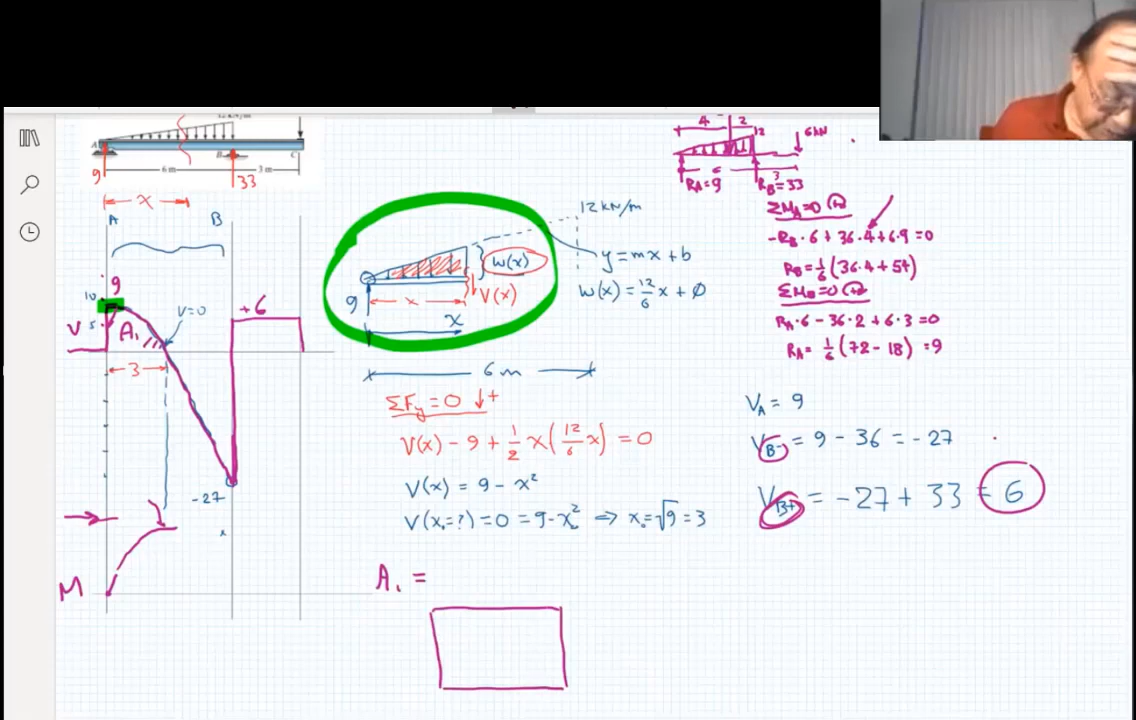 12 kN/m
A
B
C
6 m
3 m
9
33
x
A
B
9
10
V
5
A₁
V=0
+6
3
-27
x
M
12 kN/m
w(x)
y = mx + b
9
x
V(x)
w(x) = 12/6 x + Ø
x
6 m
ΣFy = 0 ↓+
V(x) - 9 + 1/2 x (12/6 x) = 0
V(x) = 9 - x²
V(x₀=?) = 0 = 9 - x₀² ⇒ x₀ = √9 = 3
A₁ =
4
2
12
6kN
6
3
RA=9
RB=33
ΣMA=0
-RB·6 + 36·4 + 6·9 = 0
RB = 1/6 (36·4 + 54)
ΣMB=0
RA·6 - 36·2 + 6·3 = 0
RA = 1/6 (72 - 18) = 9
VA = 9
VB- = 9 - 36 = -27
VB+ = -27 + 33 = 6